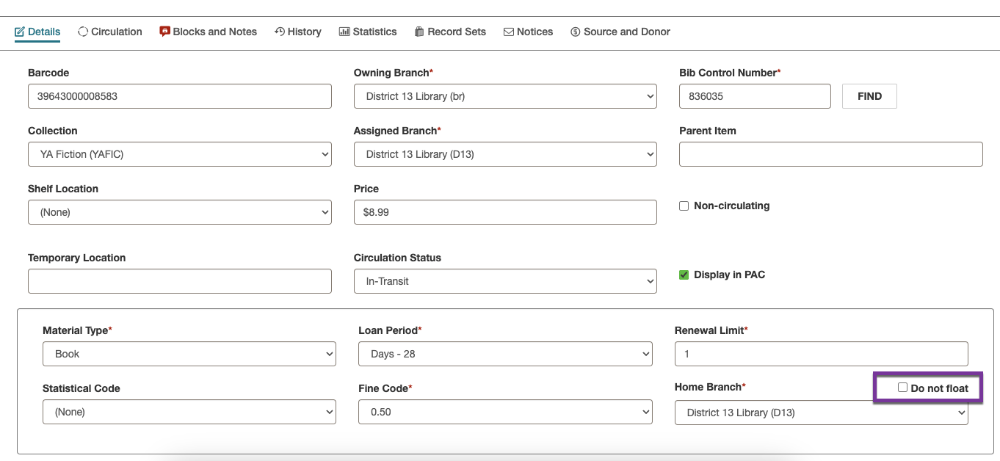 Details Circulation Blocks and Notes History Statistics Record Sets Notices Source and Donor
Barcode Owning Branch* Bib Control Number*
39643000008583 District 13 Library (br) 836035 FIND
Collection Assigned Branch* Parent Item
YA Fiction (YAFIC) District 13 Library (D13)
Shelf Location Price
(None) $8.99 Non-circulating
Temporary Location Circulation Status
In-Transit Display in PAC
Material Type* Loan Period* Renewal Limit*
Book Days - 28 1
Statistical Code Fine Code* Home Branch* Do not float
(None) 0.50 District 13 Library (D13)